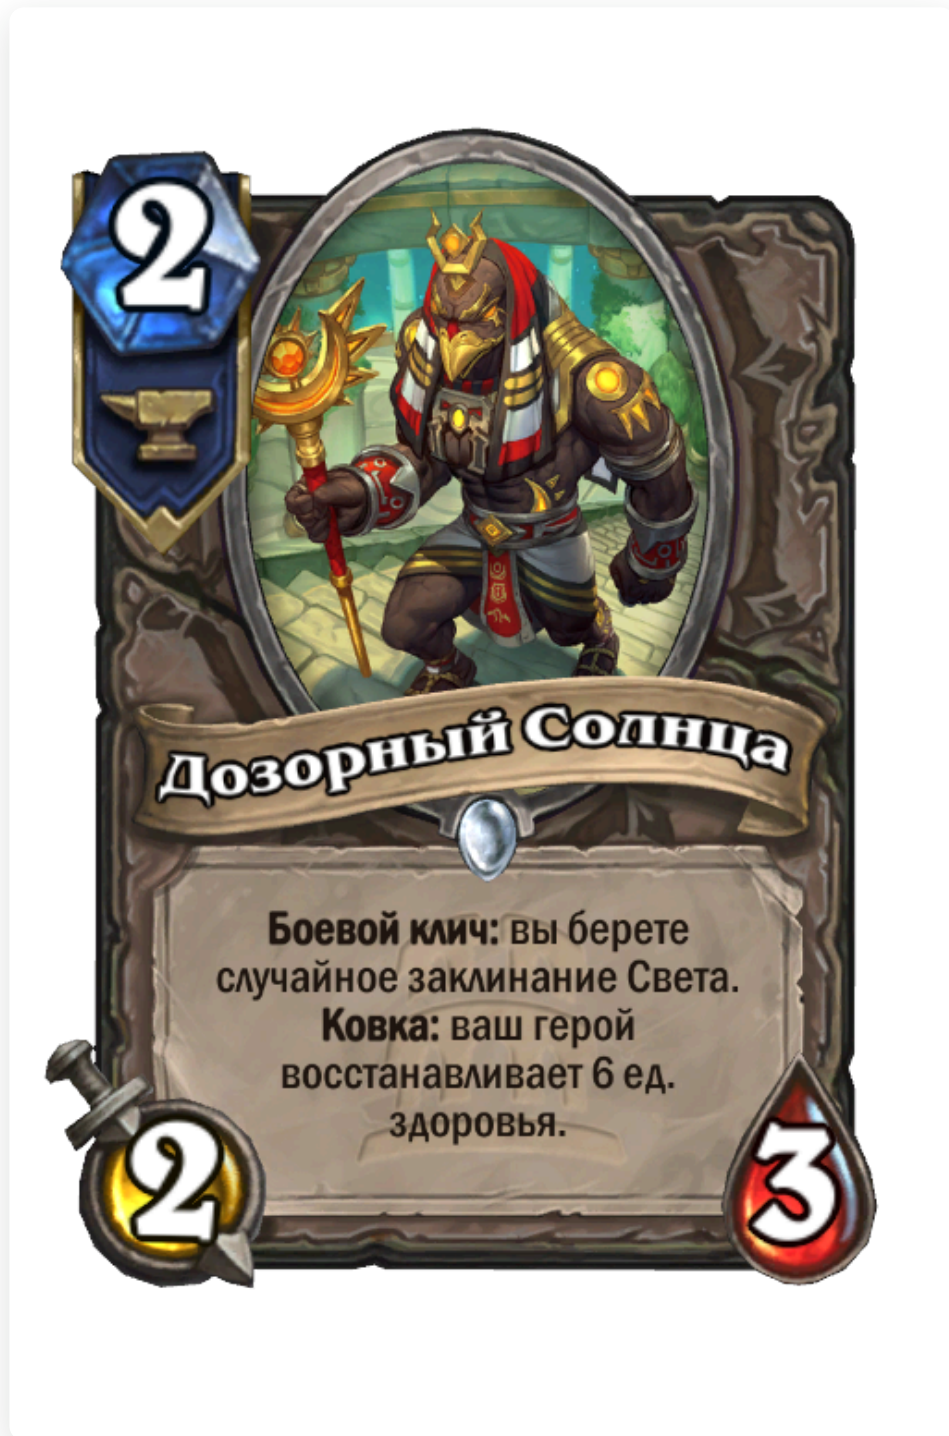 2
Дозорный Солнца
Боевой клич: вы берете
случайное заклинание Света.
Ковка: ваш герой
восстанавливает 6 ед.
здоровья.
2
3